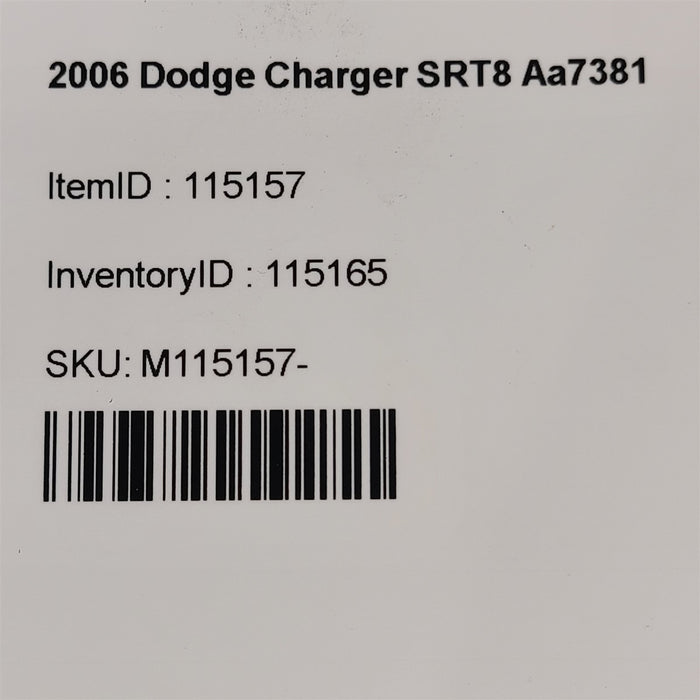 2006 Dodge Charger SRT8 Aa7381
ItemID : 115157
InventoryID : 115165
SKU: M115157-